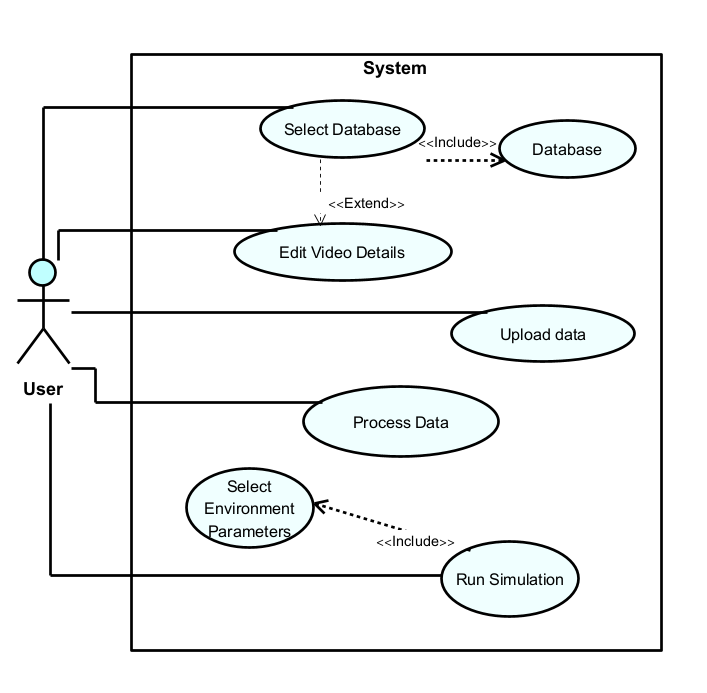 System
Select Database
<<Include>>
Database
<<Extend>>
Edit Video Details
Upload data
User
Process Data
Select
Environment
Parameters
<<Include>>
Run Simulation